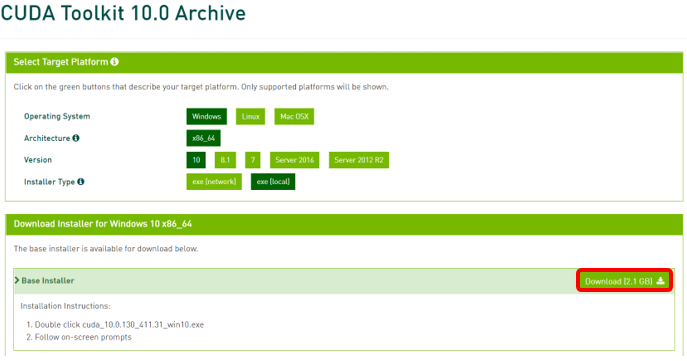 CUDA Toolkit 10.0 Archive
Select Target Platform
Click on the green buttons that describe your target platform. Only supported platforms will be shown.
Operating System Windows Linux Mac OSX
Architecture x86_64
Version 10 8.1 7 Server 2016 Server 2012 R2
Installer Type exe (network) exe (local)
Download Installer for Windows 10 x86_64
The base installer is available for download below.
Base Installer Download (2.1 GB)
Installation Instructions:
1. Double click cuda_10.0.130_411.31_win10.exe
2. Follow on-screen prompts